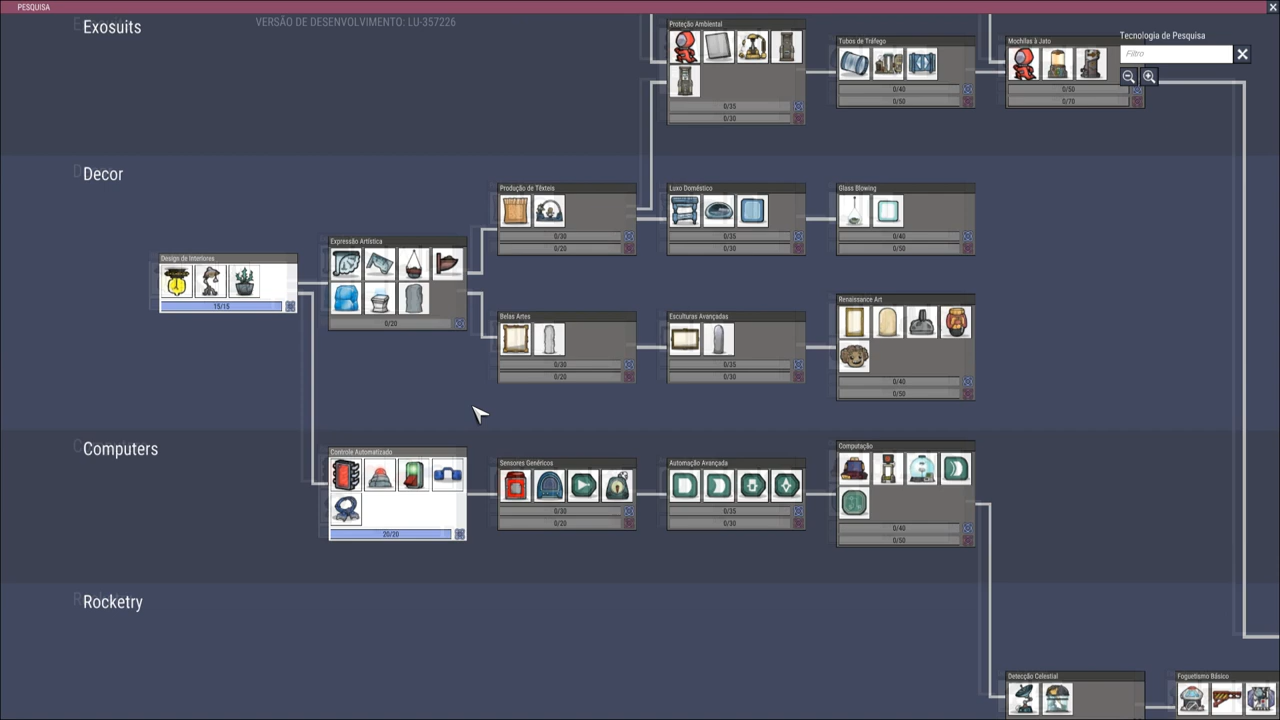 PESQUISA
VERSÃO DE DESENVOLVIMENTO: LU-357226
Exosuits
Proteção Ambiental
0/35
0/30
Tubos de Tráfego
0/40
0/50
Mochilas à Jato
0/50
0/70
Tecnologia de Pesquisa
Filtro
Decor
Design de Interiores
15/15
Expressão Artística
0/20
Produção de Têxteis
0/30
0/20
Luxo Doméstico
0/35
0/30
Glass Blowing
0/40
0/50
Belas Artes
0/30
0/20
Esculturas Avançadas
0/35
0/30
Renaissance Art
0/40
0/50
Computers
Controle Automatizado
20/20
Sensores Genéricos
0/30
0/20
Automação Avançada
0/35
0/30
Computação
0/40
0/50
Rocketry
Detecção Celestial
Foguetismo Básico